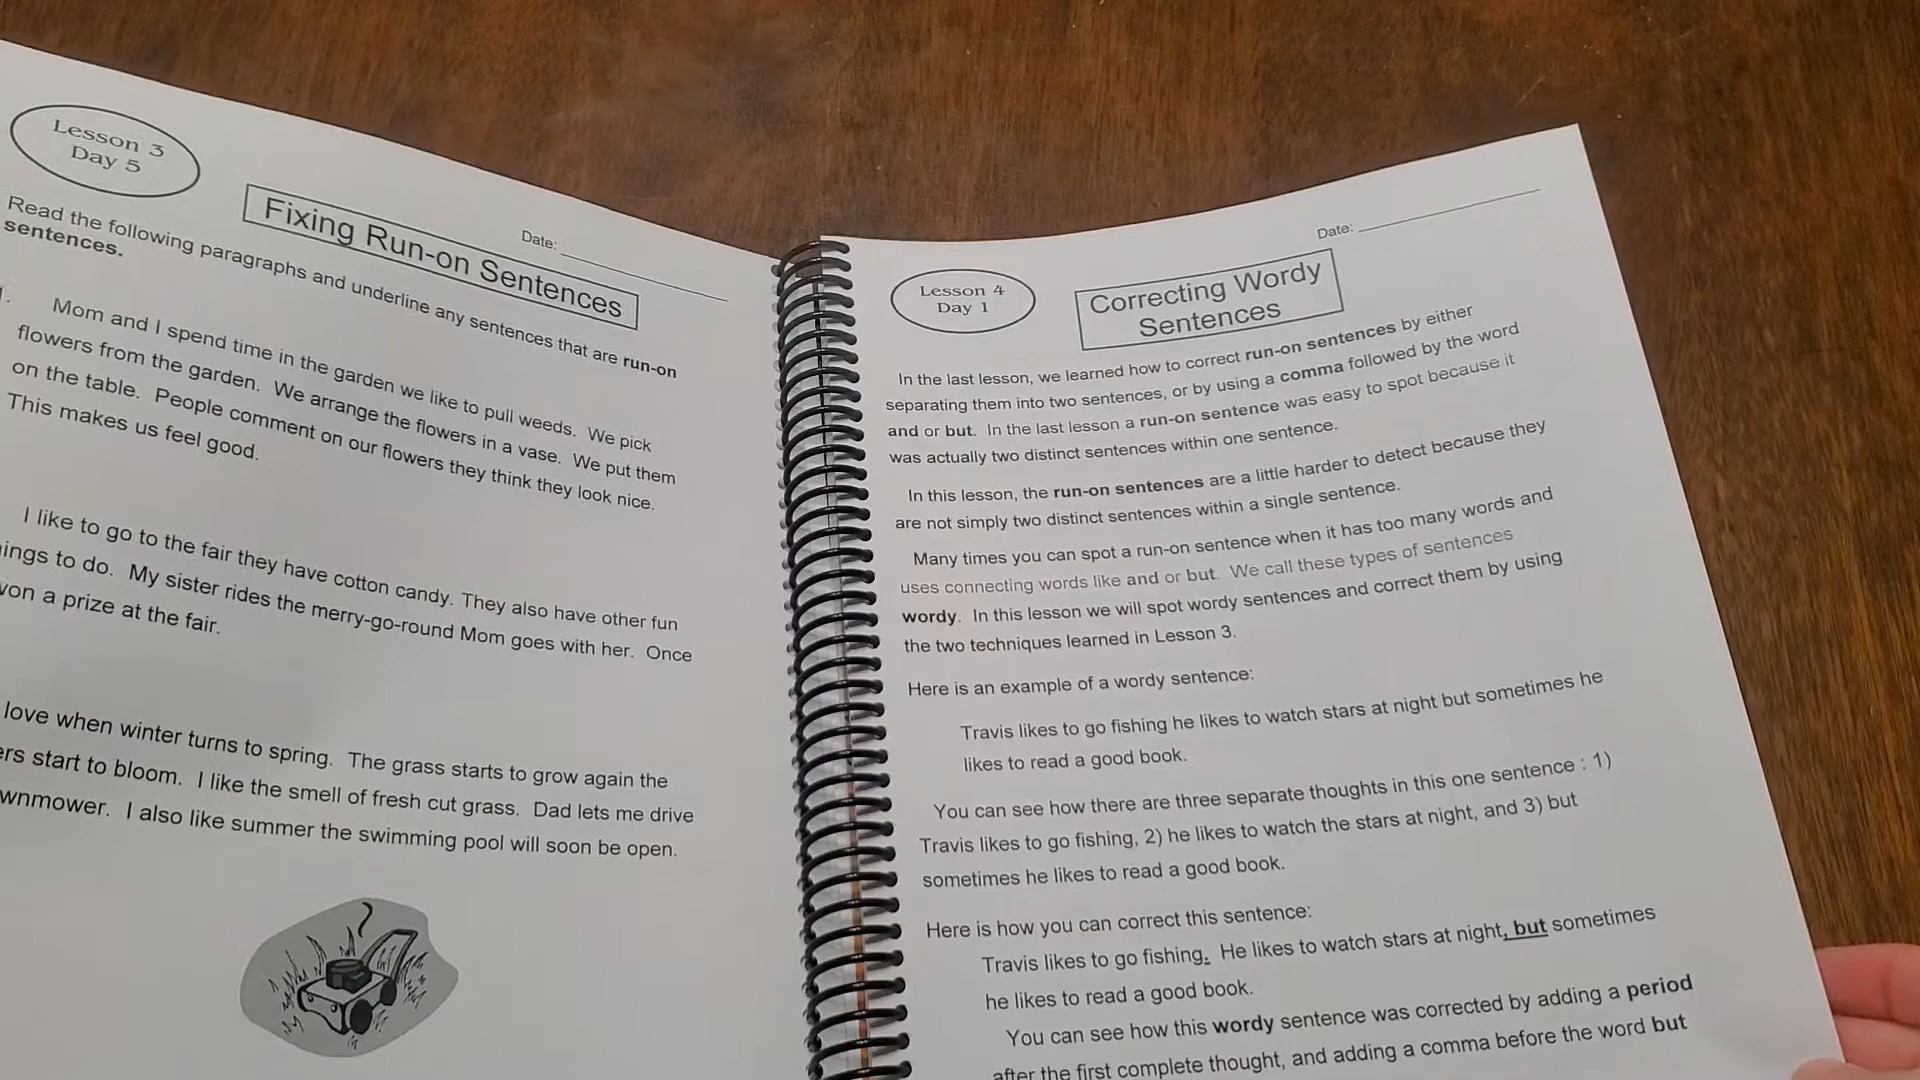 Lesson 3
Day 5
Date:
Fixing Run-on Sentences
Read the following paragraphs and underline any sentences that are run-on
sentences.
Mom and I spend time in the garden we like to pull weeds. We pick
flowers from the garden. We arrange the flowers in a vase. We put them
on the table. People comment on our flowers they think they look nice.
This makes us feel good.
I like to go to the fair they have cotton candy. They also have other fun
ings to do. My sister rides the merry-go-round Mom goes with her. Once
won a prize at the fair.
love when winter turns to spring. The grass starts to grow again the
ers start to bloom. I like the smell of fresh cut grass. Dad lets me drive
wnmower. I also like summer the swimming pool will soon be open.
Date:
Lesson 4
Day 1
Correcting Wordy
Sentences
In the last lesson, we learned how to correct run-on sentences by either
separating them into two sentences, or by using a comma followed by the word
and or but. In the last lesson a run-on sentence was easy to spot because it
was actually two distinct sentences within one sentence.
In this lesson, the run-on sentences are a little harder to detect because they
are not simply two distinct sentences within a single sentence.
Many times you can spot a run-on sentence when it has too many words and
uses connecting words like and or but. We call these types of sentences
wordy. In this lesson we will spot wordy sentences and correct them by using
the two techniques learned in Lesson 3.
Here is an example of a wordy sentence:
Travis likes to go fishing he likes to watch stars at night but sometimes he
likes to read a good book.
You can see how there are three separate thoughts in this one sentence : 1)
Travis likes to go fishing, 2) he likes to watch the stars at night, and 3) but
sometimes he likes to read a good book.
Here is how you can correct this sentence:
Travis likes to go fishing. He likes to watch stars at night, but sometimes
he likes to read a good book.
You can see how this wordy sentence was corrected by adding a period
after the first complete thought, and adding a comma before the word but